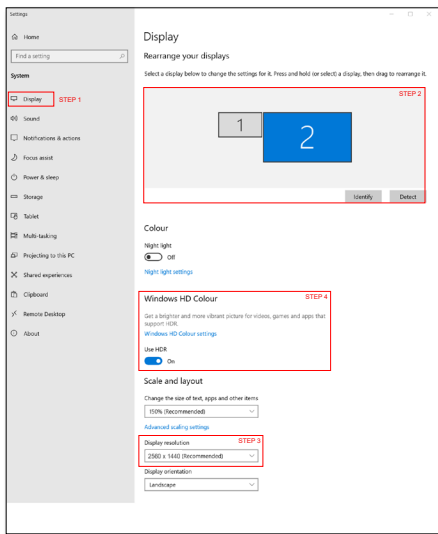 Settings
Home
Find a setting
System
Display STEP 1
Sound
Notifications & actions
Focus assist
Power & sleep
Storage
Tablet
Multi-tasking
Projecting to this PC
Shared experiences
Clipboard
Remote Desktop
About
Display
Rearrange your displays
Select a display below to change the settings for it. Press and hold (or select) a display, then drag to rearrange it.
STEP 2
1
2
Identify Detect
Colour
Night light
Off
Night light settings
Windows HD Colour STEP 4
Get a brighter and more vibrant picture for videos, games and apps that
support HDR.
Windows HD Colour settings
Use HDR
On
Scale and layout
Change the size of text, apps and other items
150% (Recommended)
Advanced scaling settings
Display resolution STEP 3
2560 x 1440 (Recommended)
Display orientation
Landscape